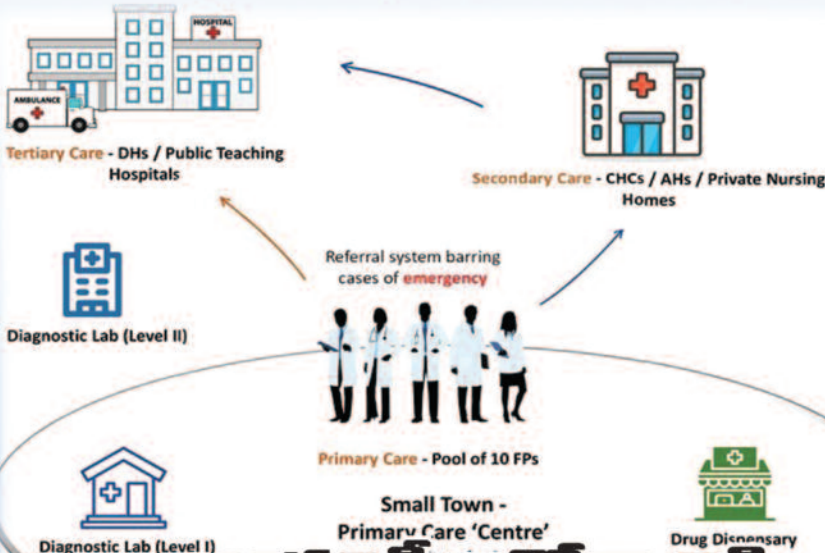 HOSPITAL
AMBULANCE
Tertiary Care - DHs / Public Teaching
Hospitals
Secondary Care - CHCs / AHs / Private Nursing
Homes
Referral system barring
cases of emergency
Diagnostic Lab (Level II)
Primary Care - Pool of 10 FPs
Small Town -
Primary Care ‘Centre’
Diagnostic Lab (Level I)
Drug Dispensary